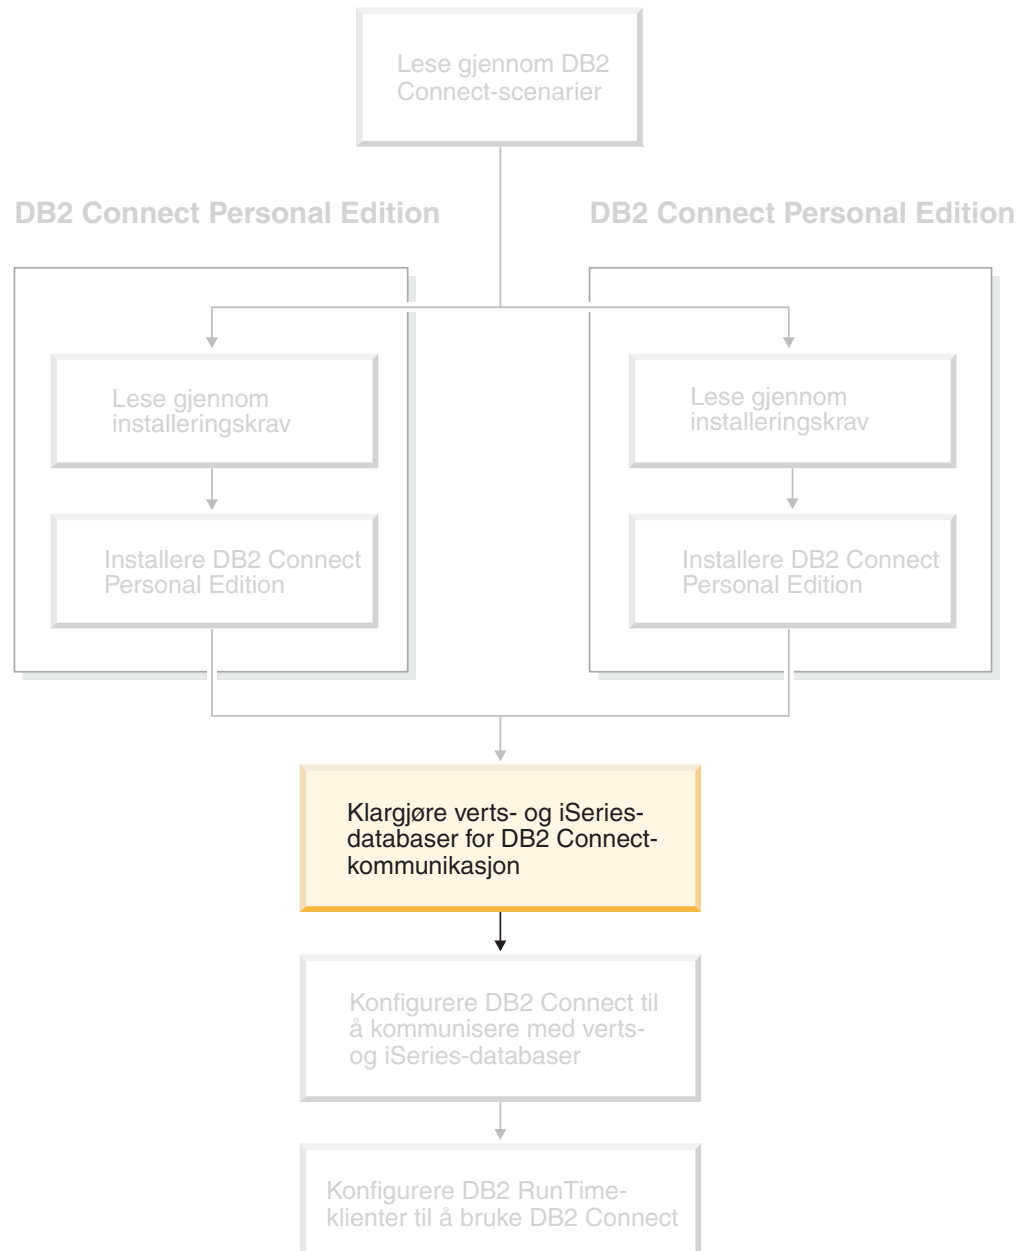 Lese gjennom DB2
Connect-scenarier
DB2 Connect Personal Edition
DB2 Connect Personal Edition
Lese gjennom
installeringskrav
Lese gjennom
installeringskrav
Installere DB2 Connect
Personal Edition
Installere DB2 Connect
Personal Edition
Klargjøre verts- og iSeries-
databaser for DB2 Connect-
kommunikasjon
Konfigurere DB2 Connect til
å kommunisere med verts-
og iSeries-databaser
Konfigurere DB2 RunTime-
klienter til å bruke DB2 Connect